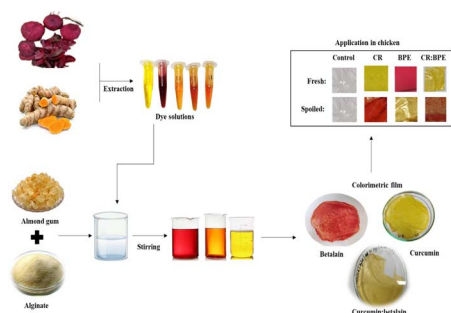 Application in chicken
Control CR BPE CR:BPE
Fresh:
Spoiled:
Extraction
Dye solutions
Almond gum
Alginate
Stirring
Colorimetric film
Betalain
Curcumin
Curcumin:betalain